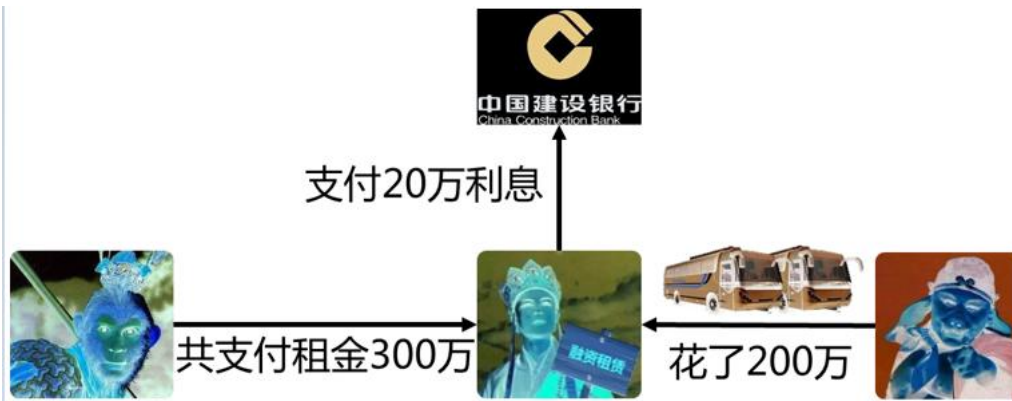 中国建设银行
China Construction Bank
支付20万利息
共支付租金300万
融资租赁
花了200万